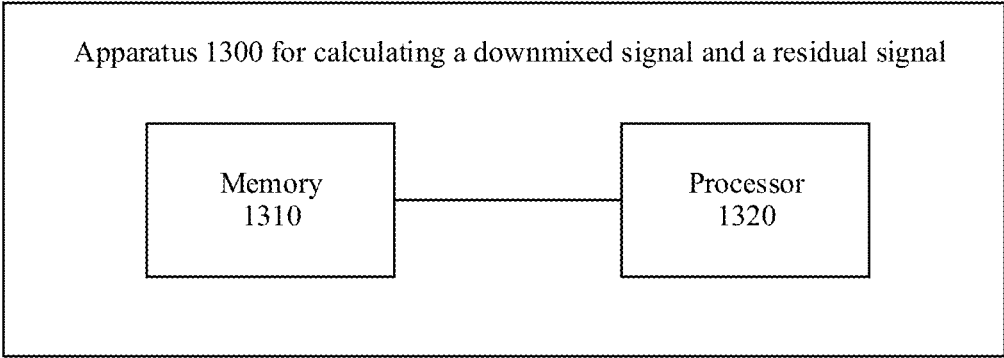 Apparatus 1300 for calculating a downmixed signal and a residual signal
Memory
1310
Processor
1320